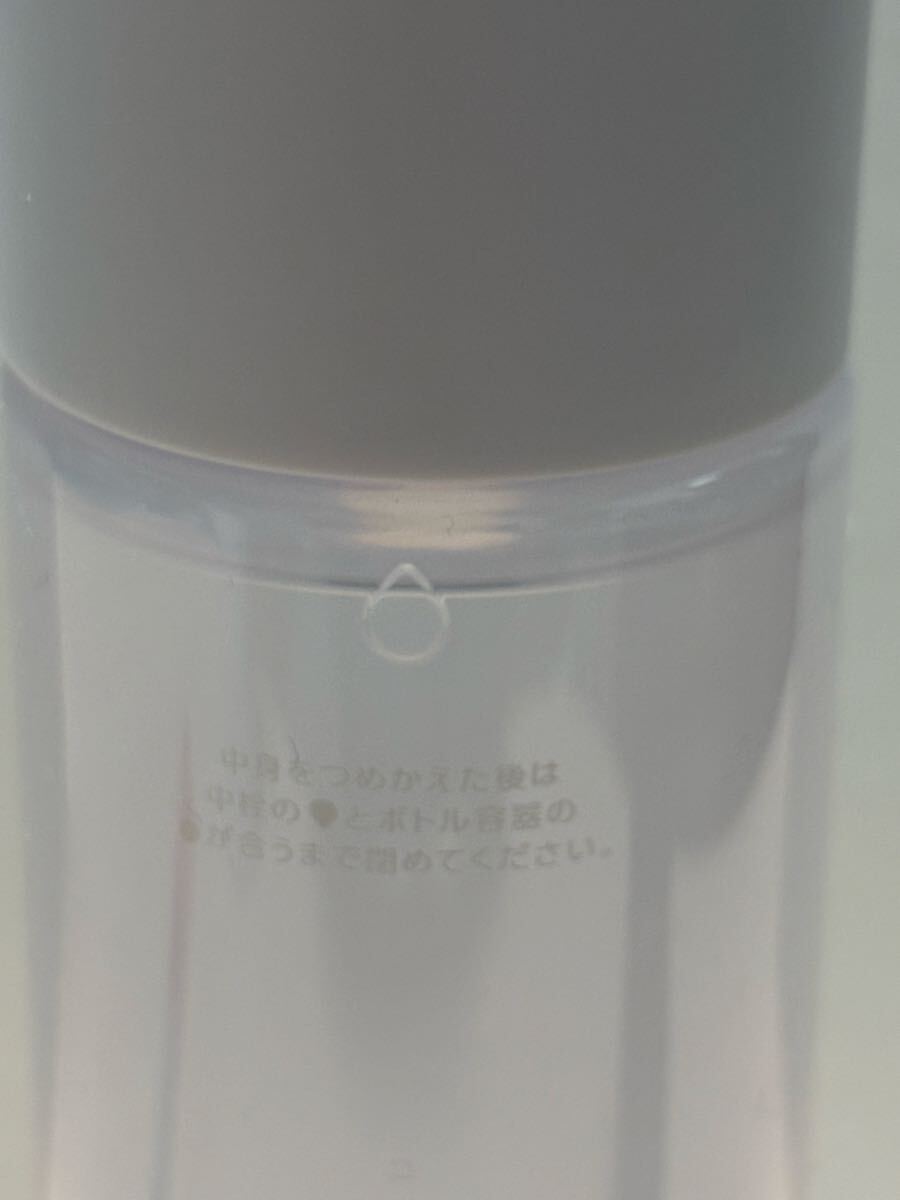 中身をつめかえた後は
中栓の●とボトル容器の
●が合うまで閉めてください。